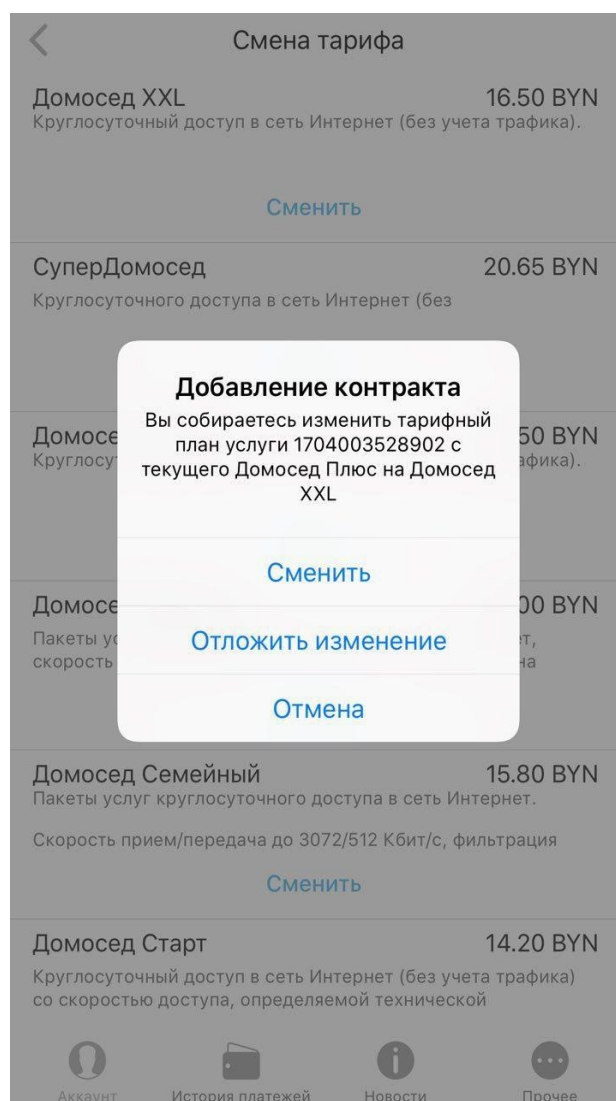 Смена тарифа
Домосед XXL 16.50 BYN
Круглосуточный доступ в сеть Интернет (без учета трафика).
Сменить
СуперДомосед 20.65 BYN
Круглосуточного доступа в сеть Интернет (без
Добавление контракта
Вы собираетесь изменить тарифный
план услуги 1704003528902 с
текущего Домосед Плюс на Домосед
XXL
Сменить
Отложить изменение
Отмена
Домосед Семейный 15.80 BYN
Пакеты услуг круглосуточного доступа в сеть Интернет.
Скорость прием/передача до 3072/512 Кбит/с, фильтрация
Сменить
Домосед Старт 14.20 BYN
Круглосуточный доступ в сеть Интернет (без учета трафика)
со скоростью доступа, определяемой технической
Аккаунт История платежей Новости Прочее